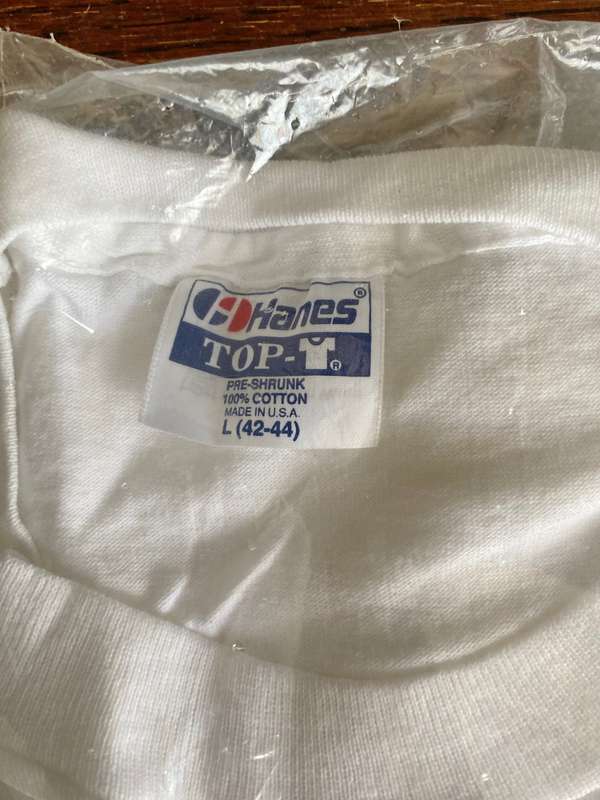 Hanes®
TOP-T®
PRE-SHRUNK
100% COTTON
MADE IN U.S.A.
L (42-44)